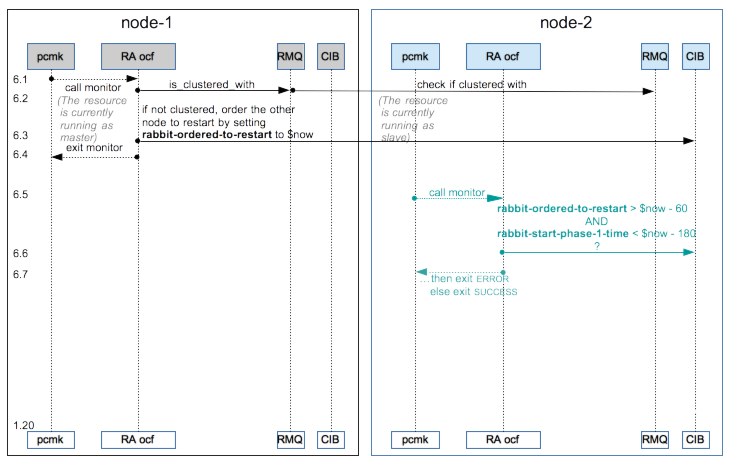 node-1
node-2
pcmk
RA ocf
RMQ
CIB
pcmk
RA ocf
RMQ
CIB
6.1
call monitor
is_clustered_with
check if clustered with
6.2
(The resource
is currently
running as
master)
(The resource
is currently
running as
slave)
if not clustered, order the other
node to restart by setting
rabbit-ordered-to-restart to $now
6.3
exit monitor
6.4
6.5
call monitor
rabbit-ordered-to-restart > $now - 60
AND
rabbit-start-phase-1-time < $now - 180
?
6.6
6.7
...then exit ERROR
else exit SUCCESS
1.20
pcmk
RA ocf
RMQ
CIB
pcmk
RA ocf
RMQ
CIB